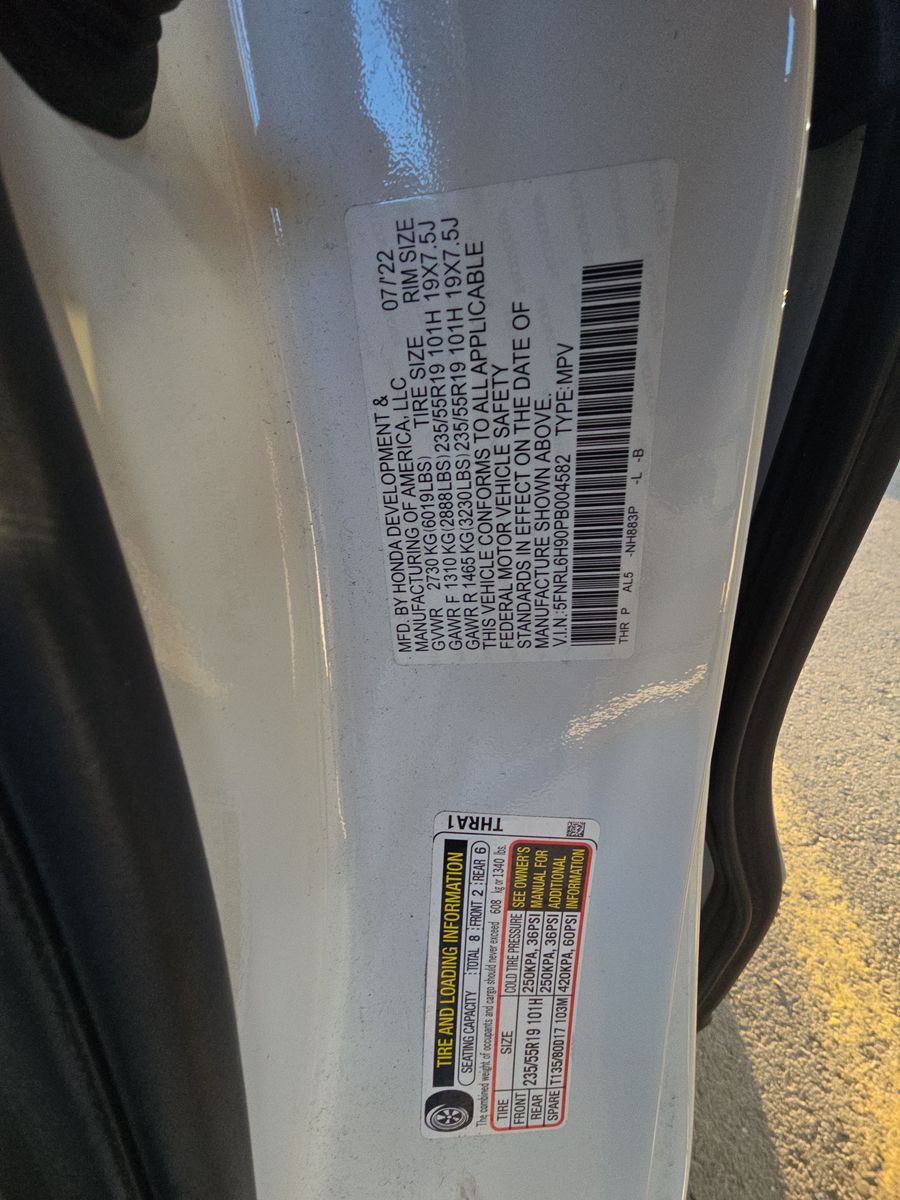 MFD. BY HONDA DEVELOPMENT &
MANUFACTURING OF AMERICA, LLC 07/'22
GVWR 2730 KG(6019LBS) TIRE SIZE RIM SIZE
GAWR F 1310 KG(2888LBS)235/55R19 101H 19X7.5J
GAWR R 1465 KG(3230LBS)235/55R19 101H 19X7.5J
THIS VEHICLE CONFORMS TO ALL APPLICABLE
FEDERAL MOTOR VEHICLE SAFETY
STANDARDS IN EFFECT ON THE DATE OF
MANUFACTURE SHOWN ABOVE.
V.I.N.:5FNRL6H90PB004582 TYPE:MPV
THR P AL5 -NH883P -L -B
TIRE AND LOADING INFORMATION
THRA1
SEATING CAPACITY :TOTAL 8 :FRONT 2 :REAR 6
The combined weight of occupants and cargo should never exceed 608 kg or 1340 lbs.
TIRE SIZE COLD TIRE PRESSURE
FRONT 235/55R19 101H 250KPA, 36PSI
REAR 235/55R19 101H 250KPA, 36PSI
SPARE T135/80D17 103M 420KPA, 60PSI
SEE OWNER'S
MANUAL FOR
ADDITIONAL
INFORMATION